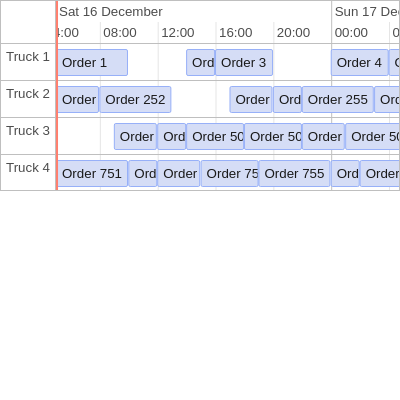 Sat 16 December Sun 17 De
4:00 08:00 12:00 16:00 20:00 00:00 0
Truck 1 Order 1 Ord Order 3 Order 4
Truck 2 Order Order 252 Order Ord Order 255 Ord
Truck 3 Order Ord Order 50 Order 50 Order Order 50
Truck 4 Order 751 Ord Order Order 75 Order 755 Ord Order